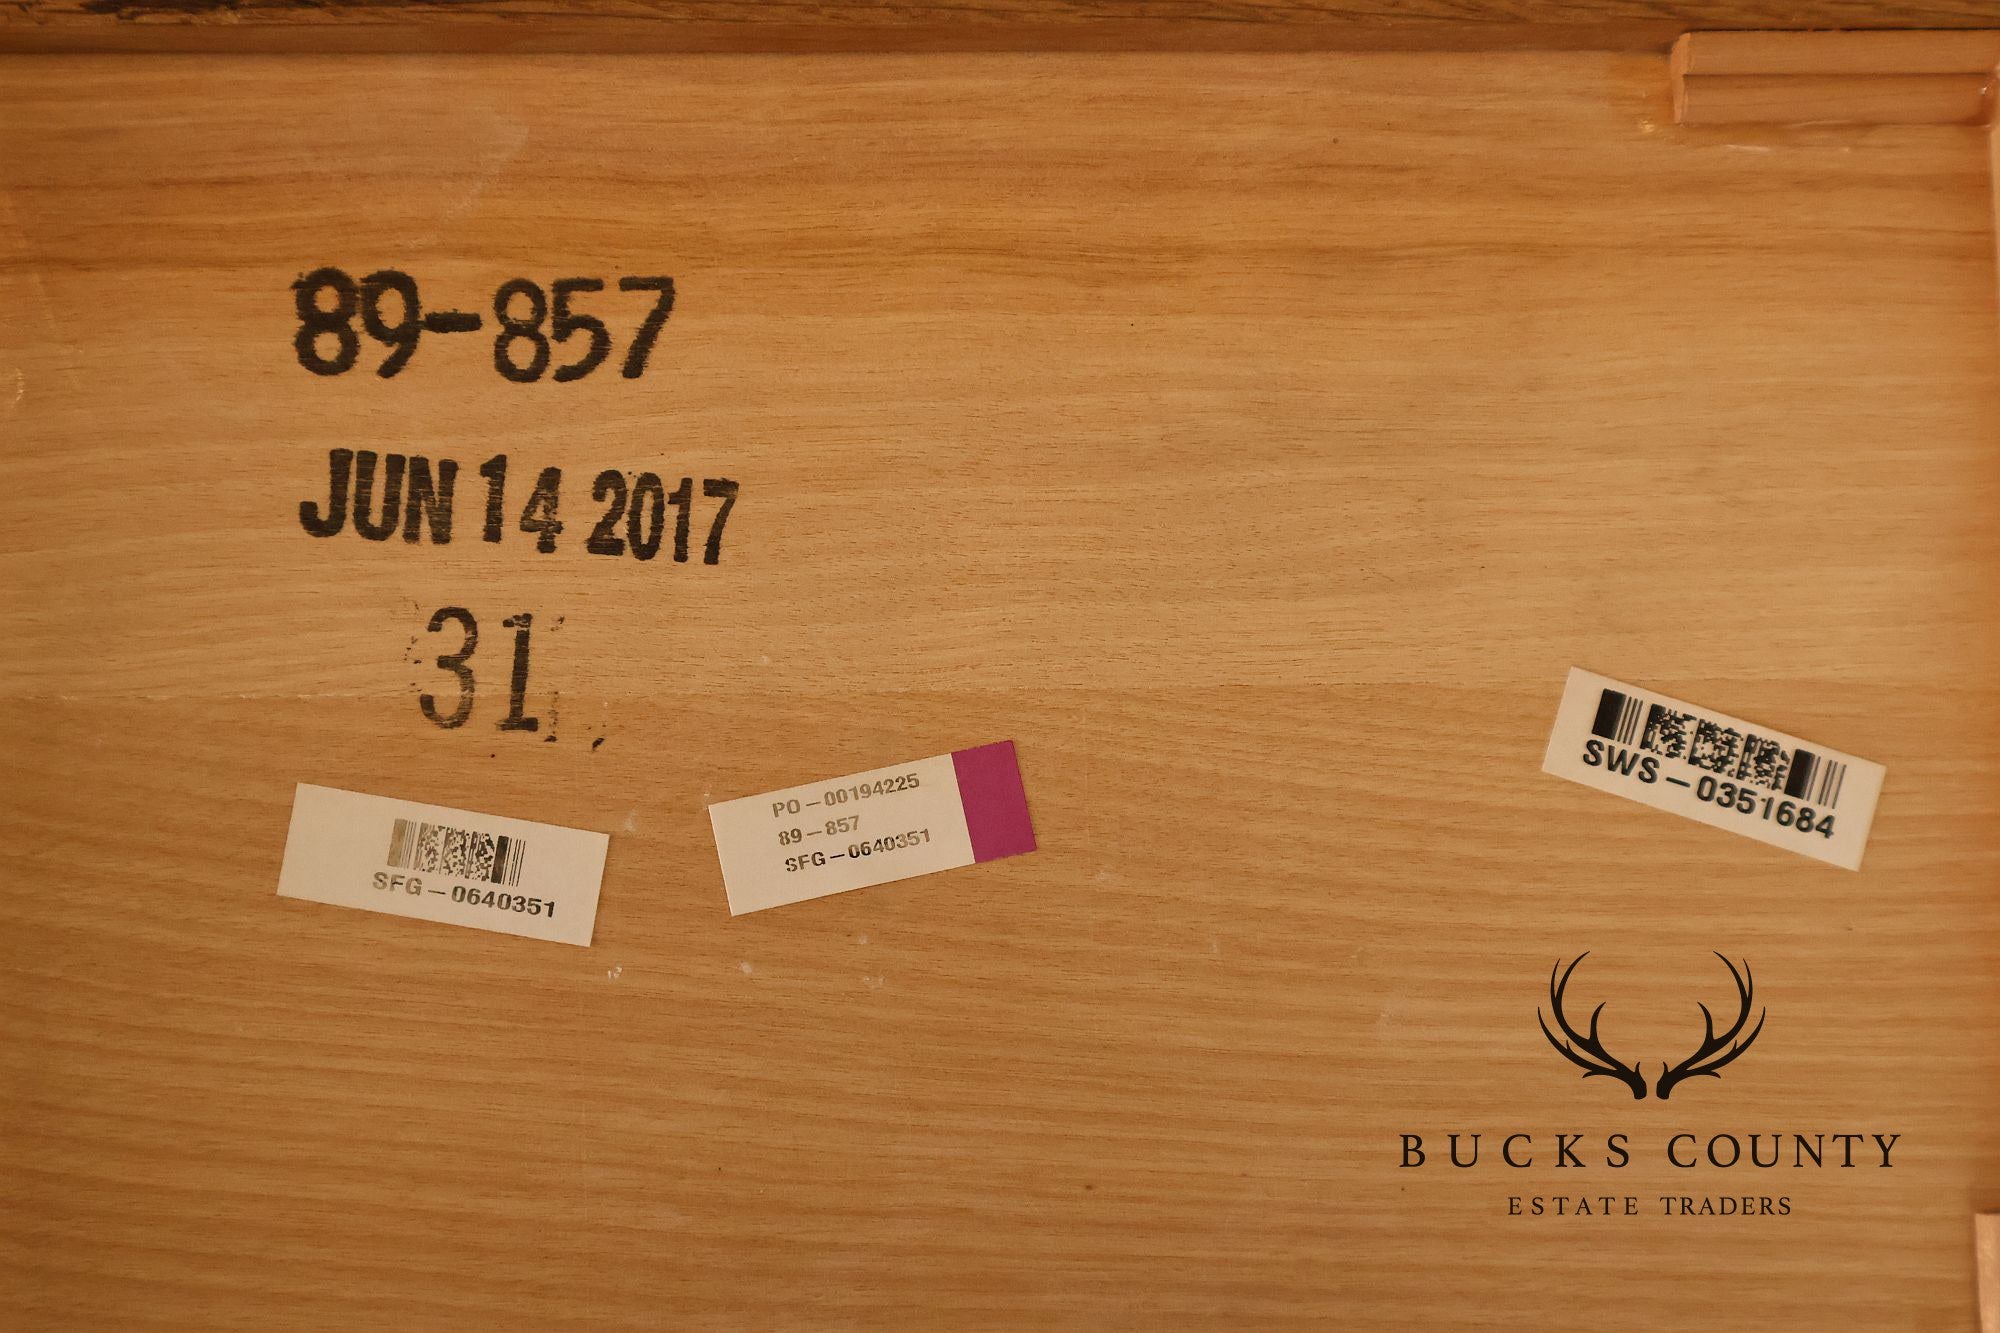 89-857
JUN 14 2017
31
SFG-0640351
PO-00194225
89-857
SFG-0640351
SWS-0351684
BUCKS COUNTY
ESTATE TRADERS